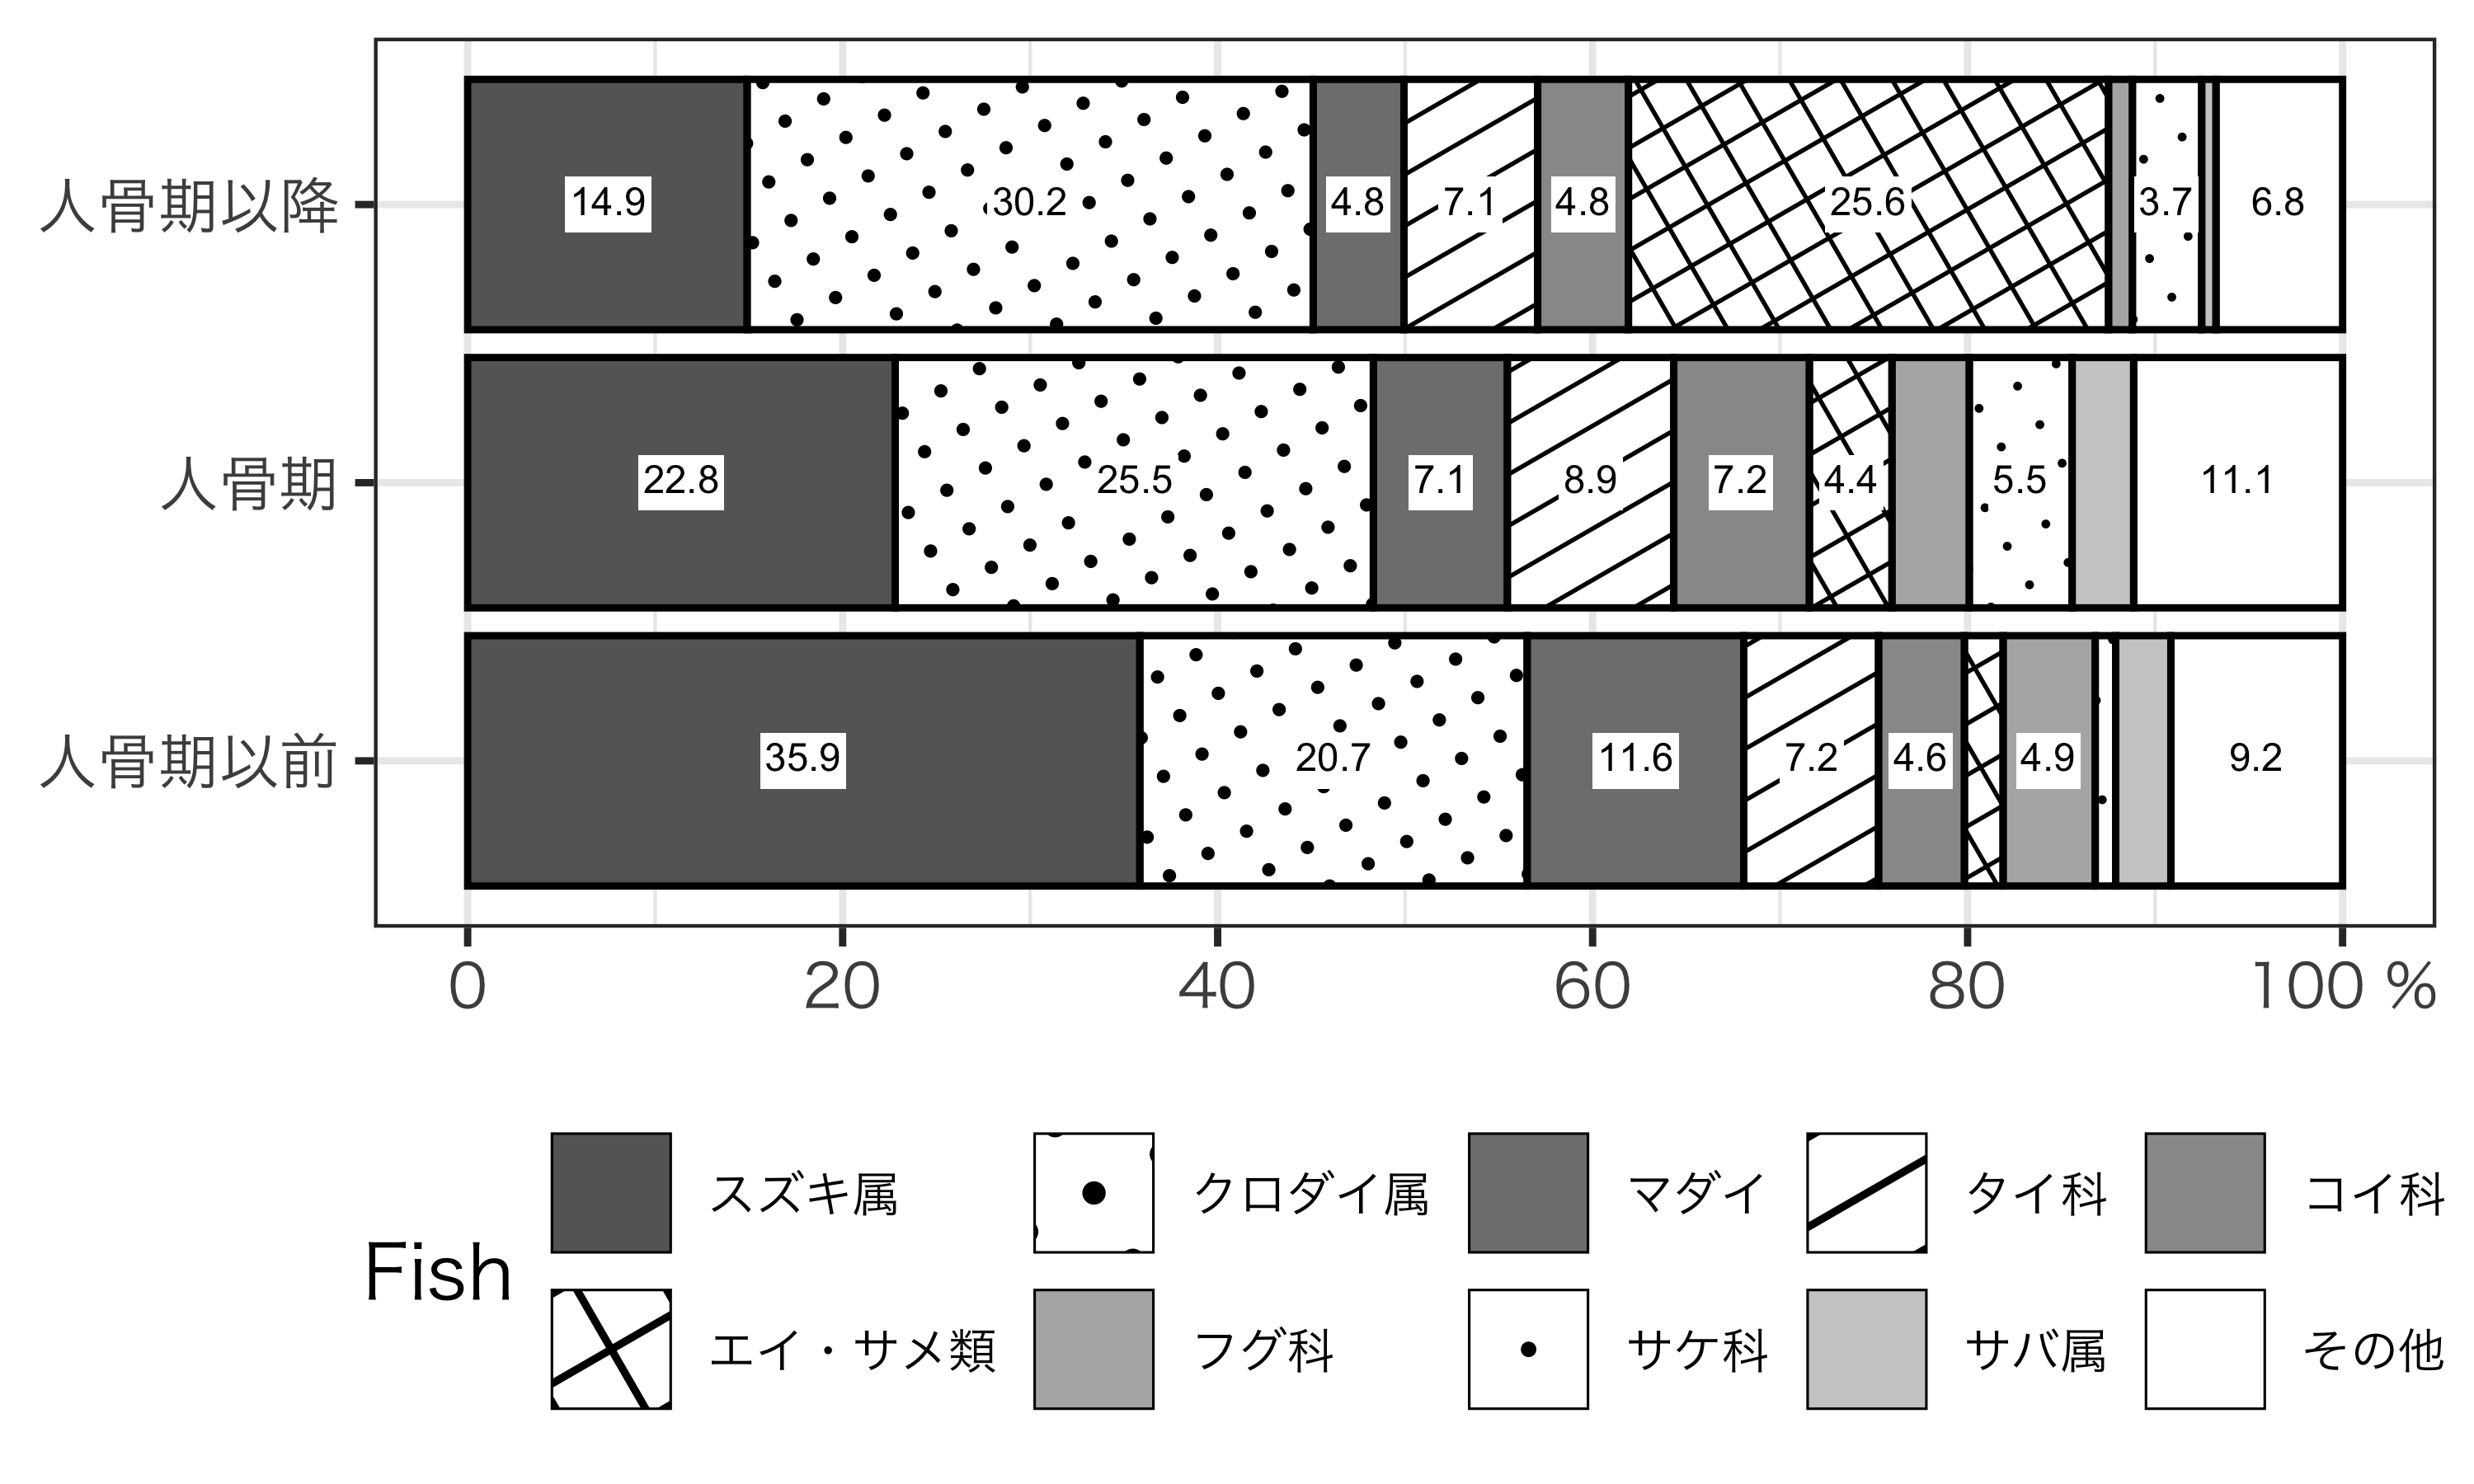 人骨期以降 14.9 30.2 4.8 7.1 4.8 25.6 3.7 6.8
人骨期 22.8 25.5 7.1 8.9 7.2 4.4 5.5 11.1
人骨期以前 35.9 20.7 11.6 7.2 4.6 4.9 9.2
0 20 40 60 80 100 %
Fish
スズキ属 クロダイ属 マダイ タイ科 コイ科
エイ・サメ類 フグ科 サケ科 サバ属 その他